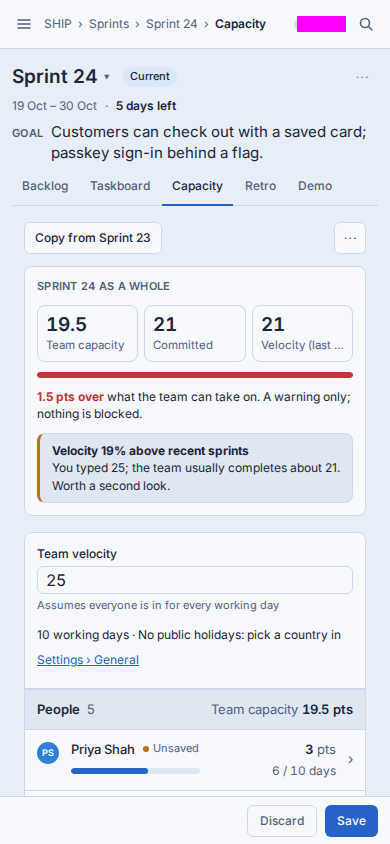 SHIP › Sprints › Sprint 24 › Capacity
Sprint 24 ▾ Current ...
19 Oct – 30 Oct · 5 days left
GOAL Customers can check out with a saved card;
passkey sign-in behind a flag.
Backlog Taskboard Capacity Retro Demo
Copy from Sprint 23 ...
SPRINT 24 AS A WHOLE
19.5 21 21
Team capacity Committed Velocity (last ...
1.5 pts over what the team can take on. A warning only;
nothing is blocked.
Velocity 19% above recent sprints
You typed 25; the team usually completes about 21.
Worth a second look.
Team velocity
25
Assumes everyone is in for every working day
10 working days · No public holidays: pick a country in
Settings › General
People 5 Team capacity 19.5 pts
PS Priya Shah Unsaved 3 pts ›
6 / 10 days
Discard Save